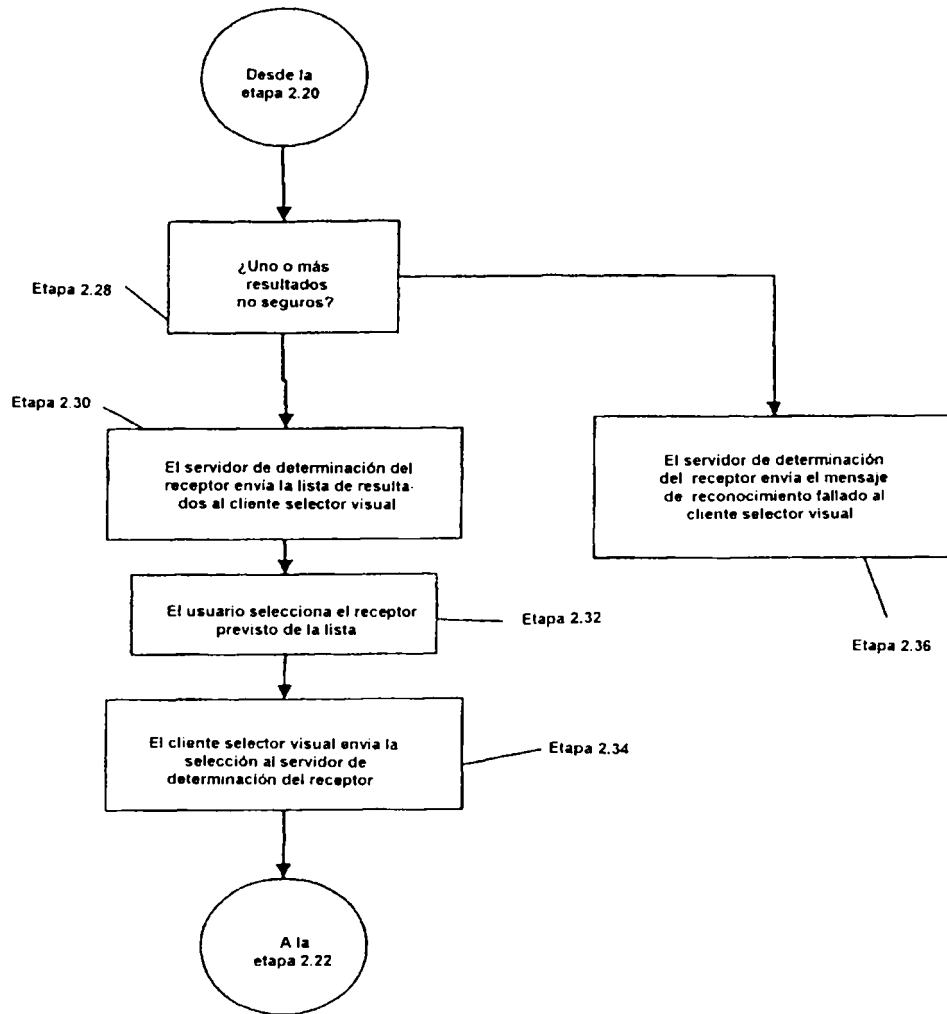 Desde la
etapa 2.20
¿Uno o más
resultados
no seguros?
Etapa 2.28
Etapa 2.30
El servidor de determinación del
receptor envía la lista de resulta-
dos al cliente selector visual
El servidor de determinación
del receptor envía el mensaje
de reconocimiento fallado al
cliente selector visual
El usuario selecciona el receptor
previsto de la lista
Etapa 2.32
Etapa 2.36
El cliente selector visual envia la
selección al servidor de
determinación del receptor
Etapa 2.34
A la
etapa 2.22